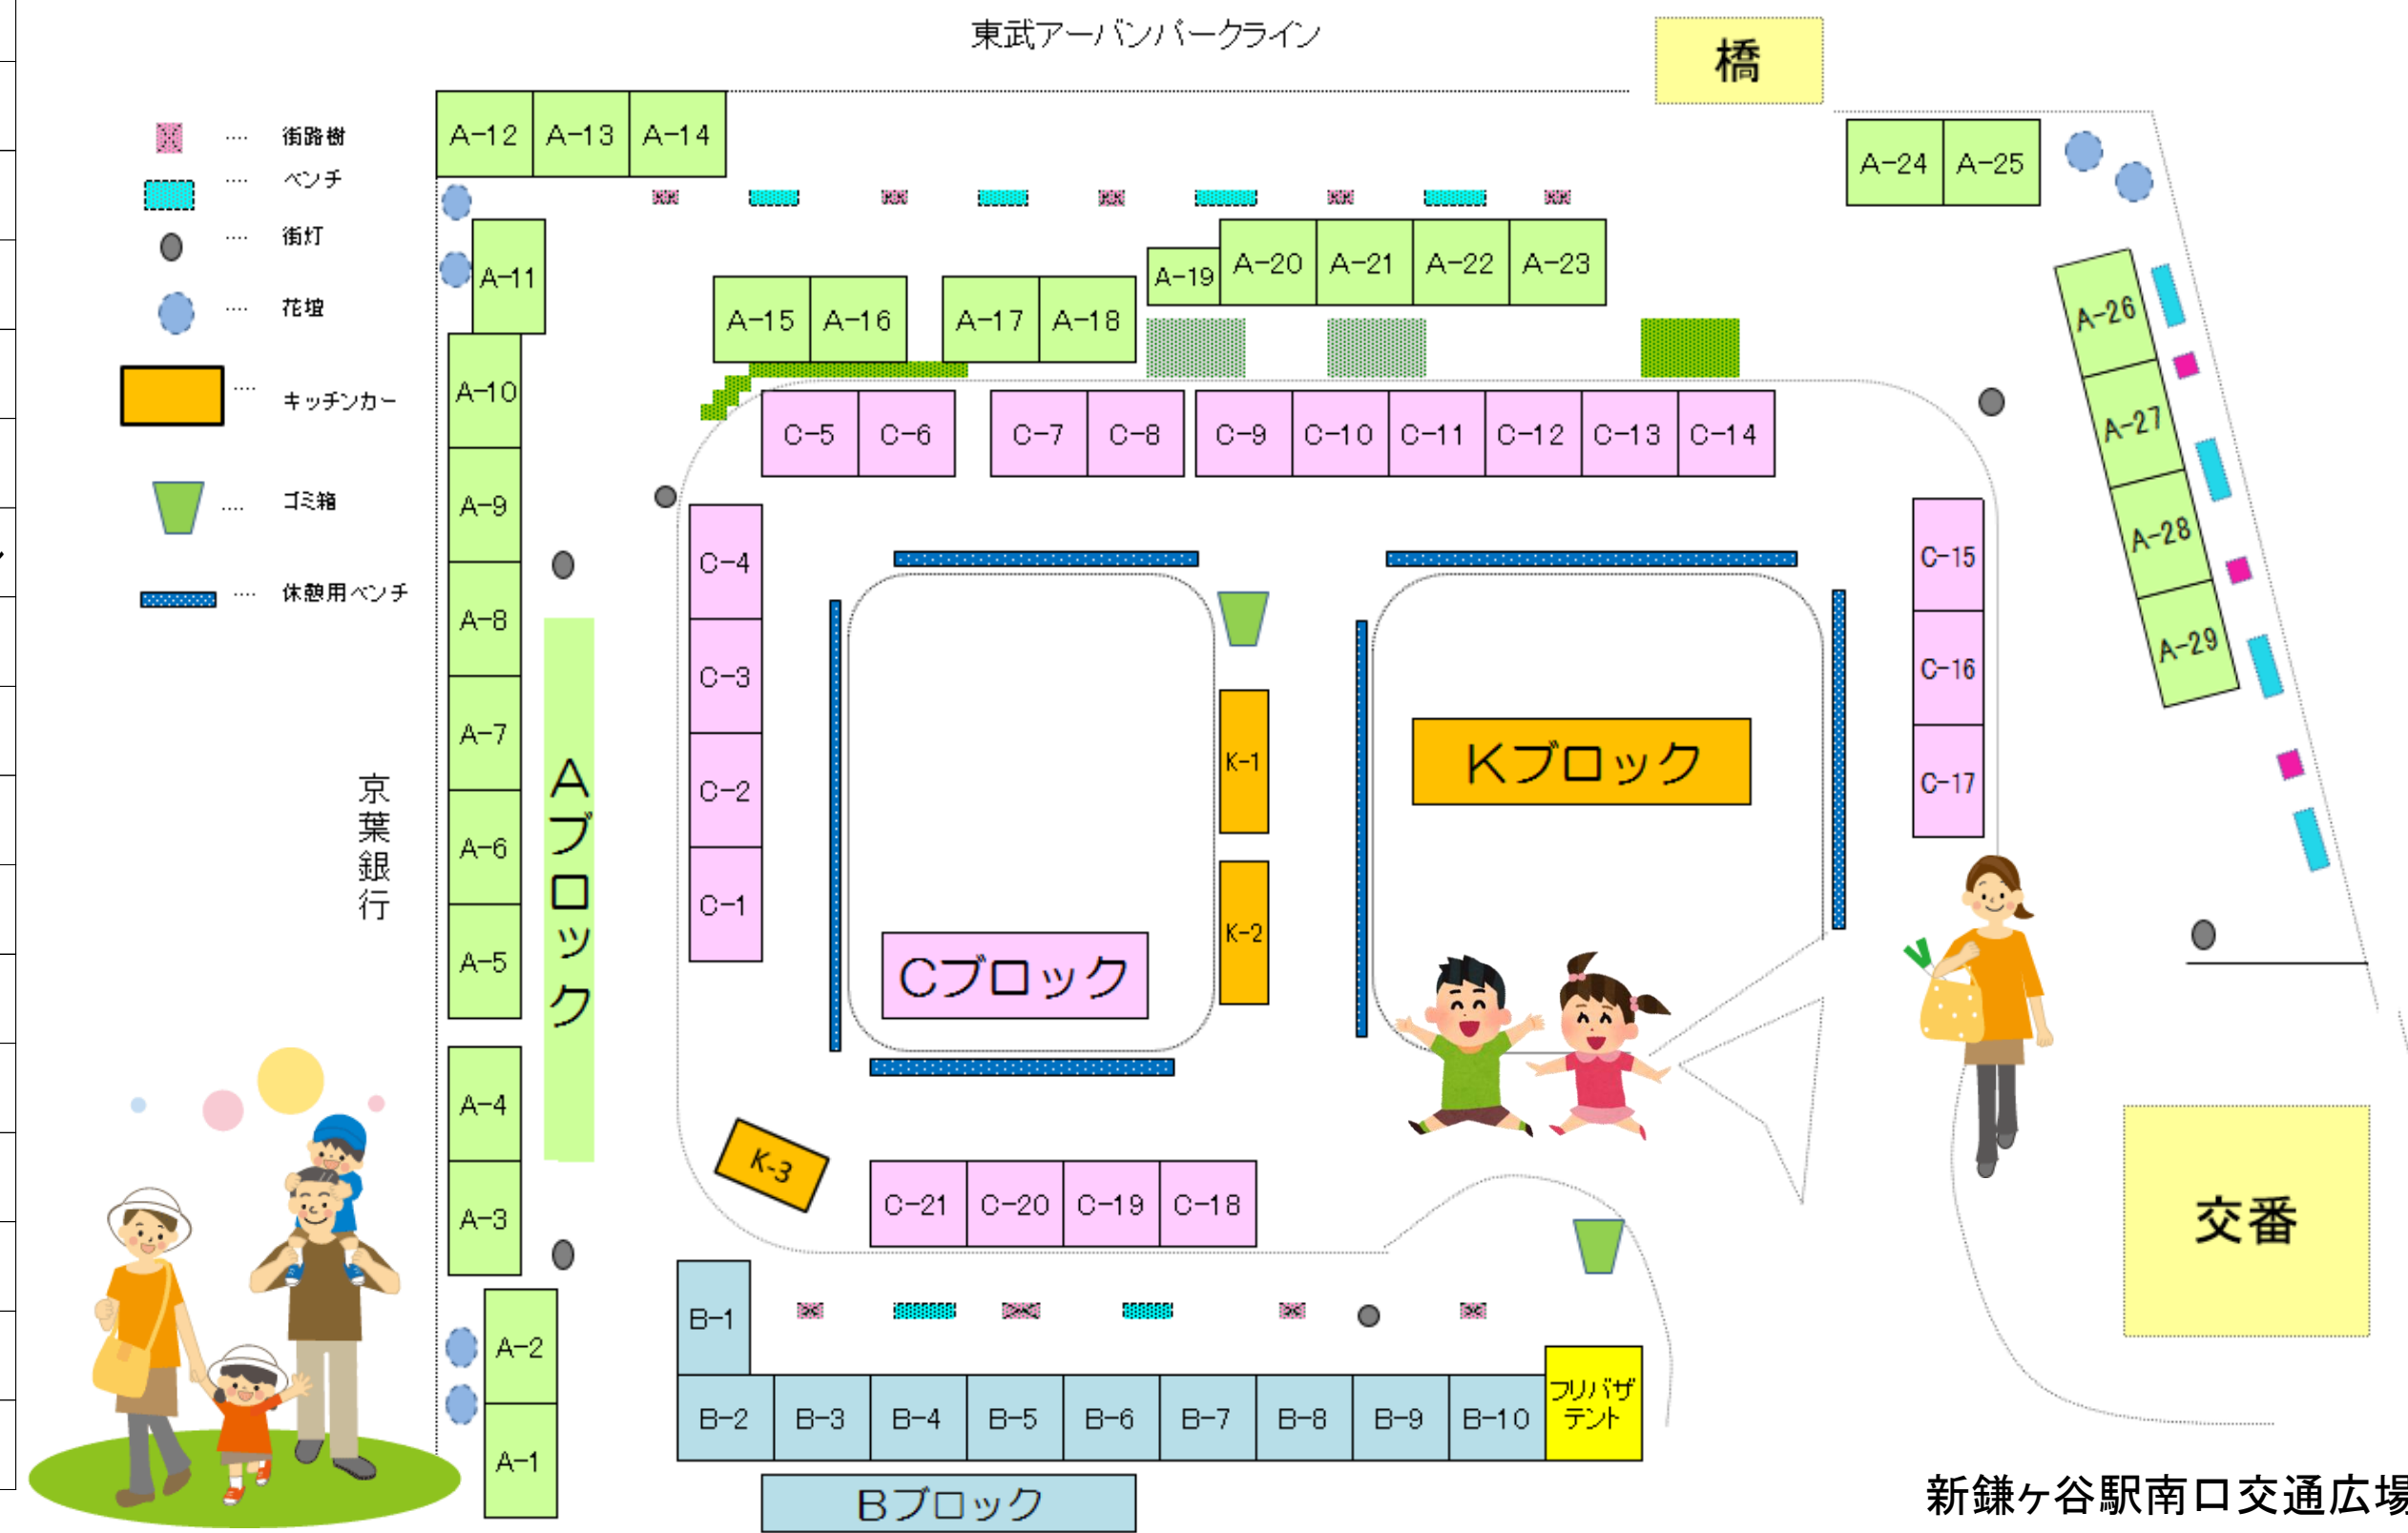 東武アーバンパークライン
橋
街路樹
ベンチ
街灯
花壇
キッチンカー
ゴミ箱
休憩用ベンチ
A-12 A-13 A-14
A-24 A-25
A-11
A-19 A-20 A-21 A-22 A-23
A-15 A-16 A-17 A-18
A-26
A-27
A-28
A-29
A-10
A-9
A-8
A-7
A-6
A-5
A-4
A-3
A-2
A-1
京葉銀行
Aブロック
C-5 C-6 C-7 C-8 C-9 C-10 C-11 C-12 C-13 C-14
C-4
C-3
C-2
C-1
C-15
C-16
C-17
K-1
K-2
Kブロック
Cブロック
K-3
C-21 C-20 C-19 C-18
交番
B-1
B-2 B-3 B-4 B-5 B-6 B-7 B-8 B-9 B-10
フリバザ
テント
Bブロック
新鎌ヶ谷駅南口交通広場